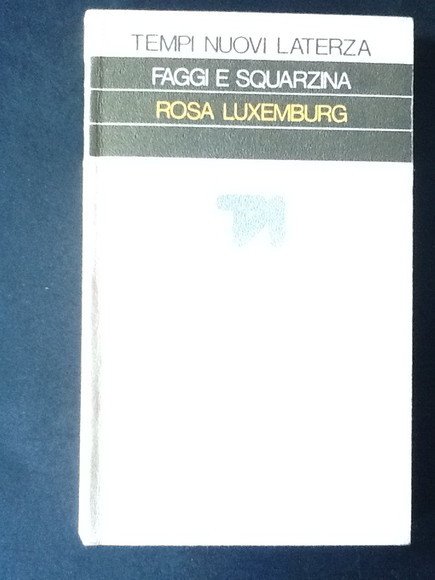 TEMPI NUOVI LATERZA
FAGGI E SQUARZINA
ROSA LUXEMBURG